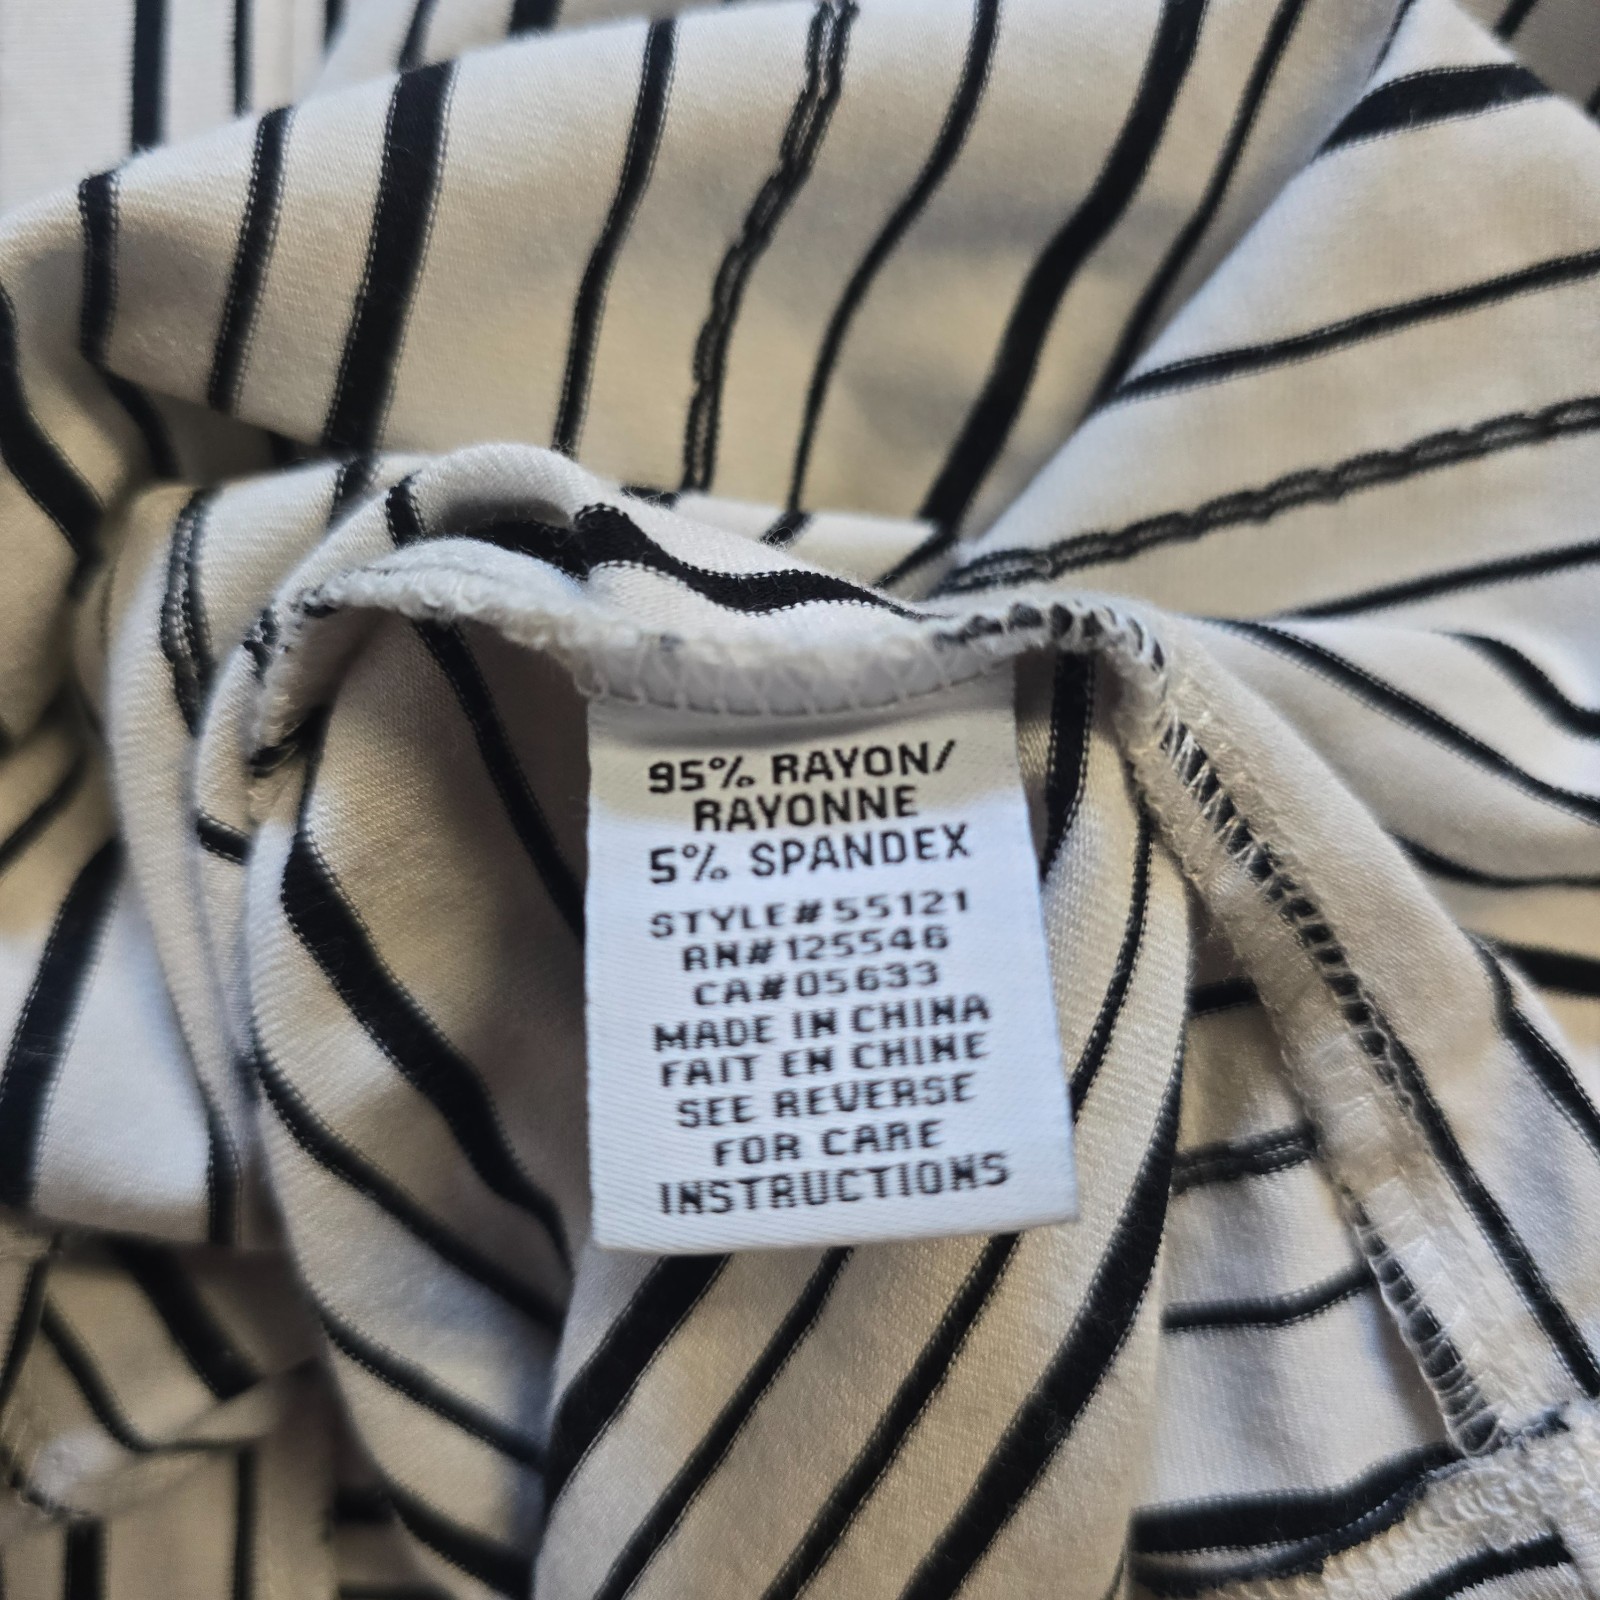 95% RAYON/
RAYONNE
5% SPANDEX
STYLE#55121
RN#125546
CA#05633
MADE IN CHINA
FAIT EN CHINE
SEE REVERSE
FOR CARE
INSTRUCTIONS